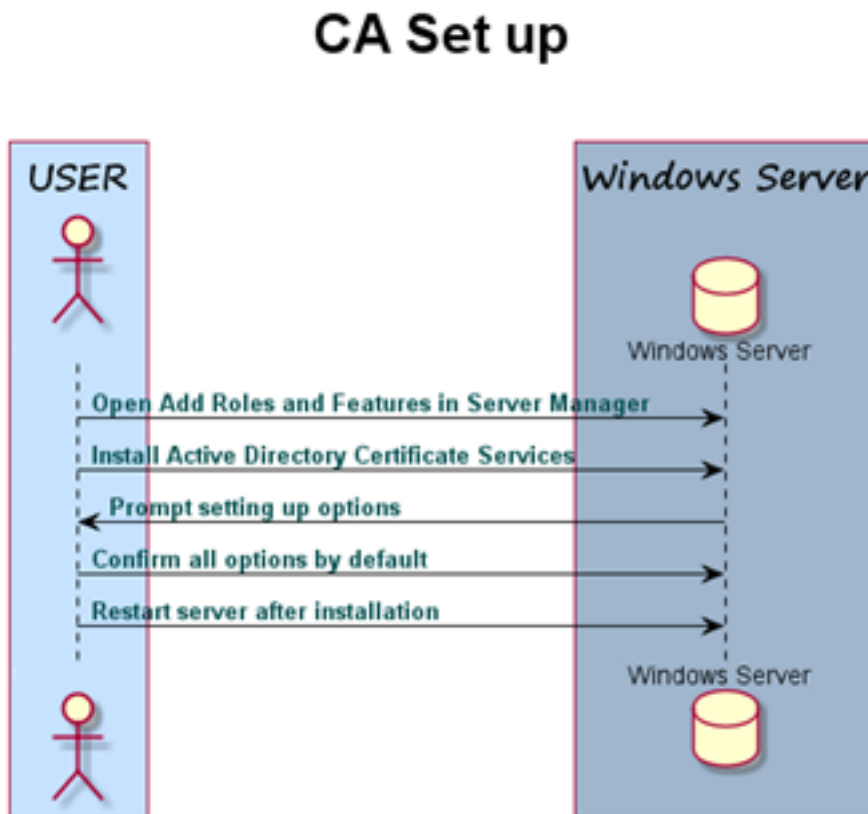 CA Set up
USER
Windows Server
Windows Server
Open Add Roles and Features in Server Manager
Install Active Directory Certificate Services
Prompt setting up options
Confirm all options by default
Restart server after installation
Windows Server